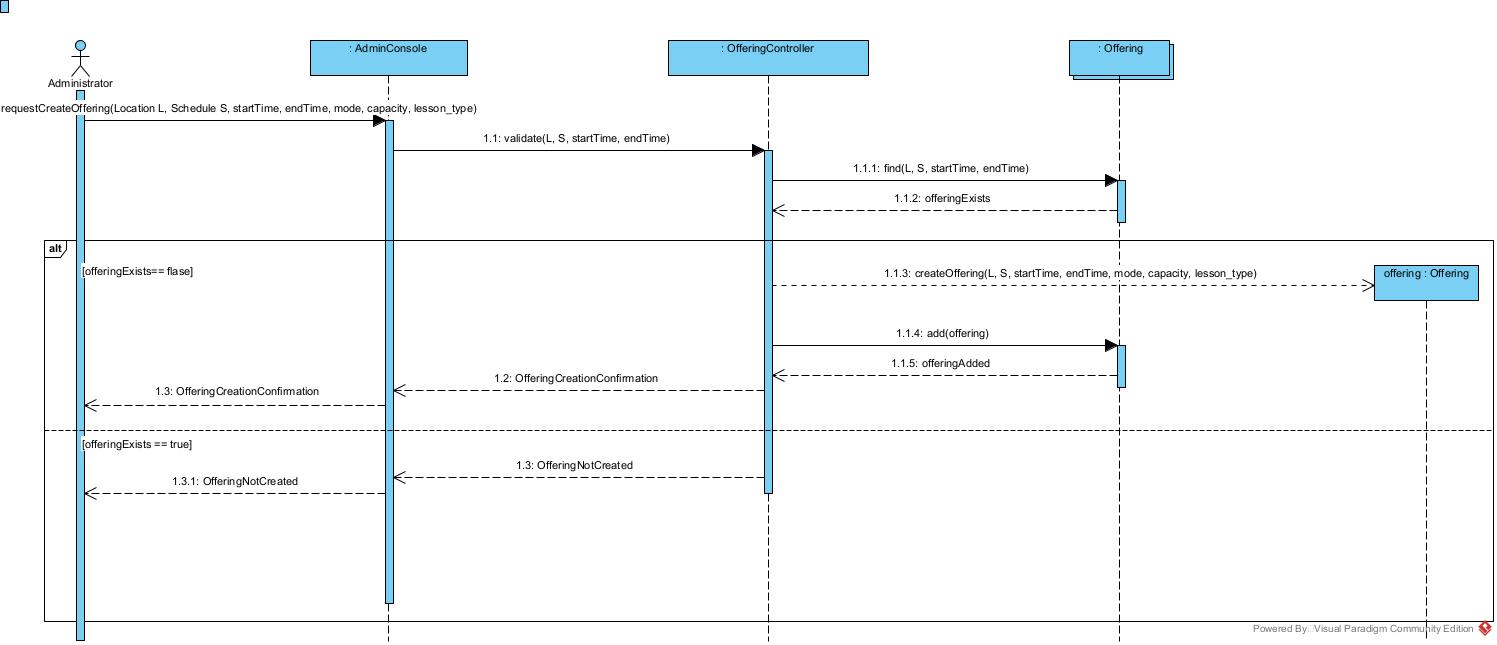 : AdminConsole
: OfferingController
: Offering
Administrator
requestCreateOffering(Location L, Schedule S, startTime, endTime, mode, capacity, lesson_type)
1.1: validate(L, S, startTime, endTime)
1.1.1: find(L, S, startTime, endTime)
1.1.2: offeringExists
alt
[offeringExists== flase]
1.1.3: createOffering(L, S, startTime, endTime, mode, capacity, lesson_type)
offering : Offering
1.1.4: add(offering)
1.1.5: offeringAdded
1.2: OfferingCreationConfirmation
1.3: OfferingCreationConfirmation
[offeringExists == true]
1.3: OfferingNotCreated
1.3.1: OfferingNotCreated
Powered By Visual Paradigm Community Edition